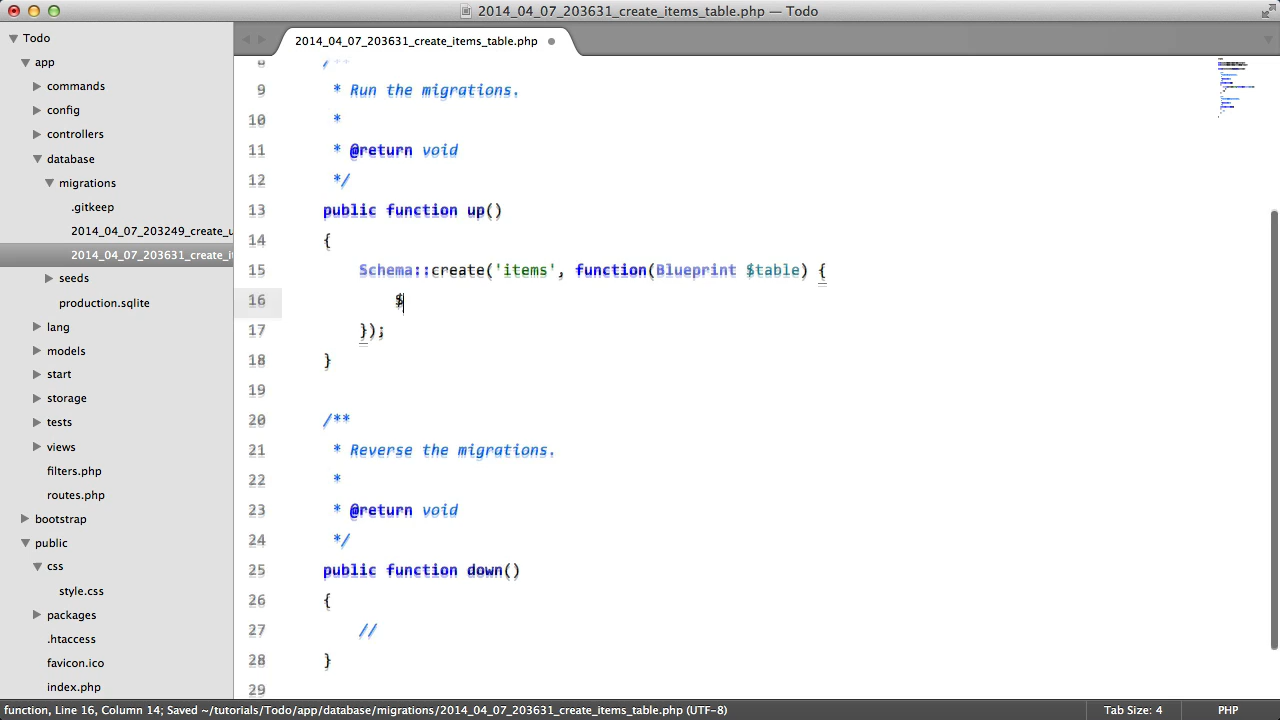 2014_04_07_203631_create_items_table.php — Todo
2014_04_07_203631_create_items_table.php
Todo
app
commands
config
controllers
database
migrations
.gitkeep
2014_04_07_203249_create_u
2014_04_07_203631_create_i
seeds
production.sqlite
lang
models
start
storage
tests
views
filters.php
routes.php
bootstrap
public
css
style.css
packages
.htaccess
favicon.ico
index.php
8 /**
9 * Run the migrations.
10 *
11 * @return void
12 */
13 public function up()
14 {
15 Schema::create('items', function(Blueprint $table) {
16 $
17 });
18 }
19
20 /**
21 * Reverse the migrations.
22 *
23 * @return void
24 */
25 public function down()
26 {
27 //
28 }
29
function, Line 16, Column 14; Saved ~/tutorials/Todo/app/database/migrations/2014_04_07_203631_create_items_table.php (UTF-8)
Tab Size: 4
PHP